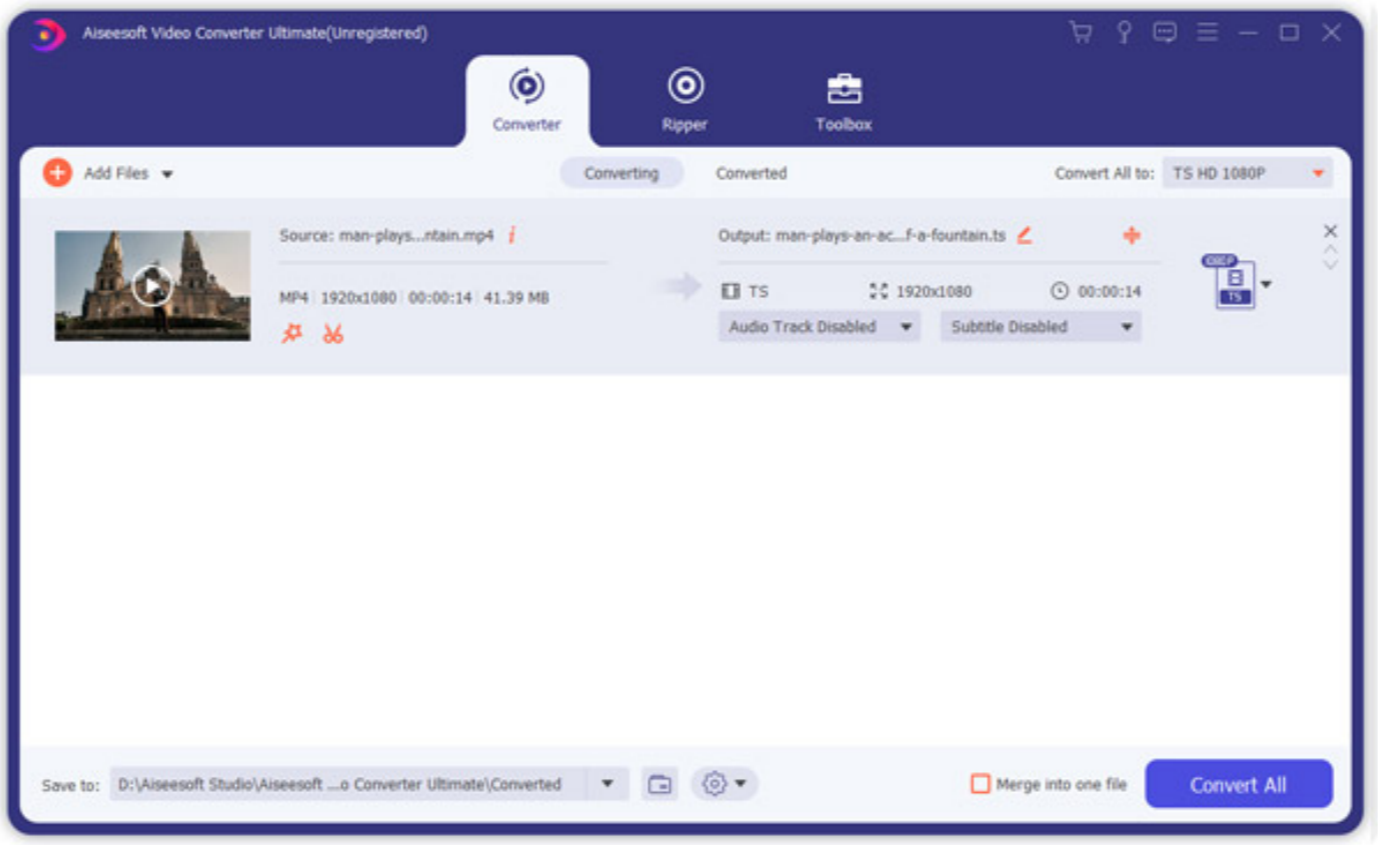 Aiseesoft Video Converter Ultimate(Unregistered)
Converter
Ripper
Toolbox
Add Files
Converting
Converted
Convert All to: TS HD 1080P
Source: man-plays...ntain.mp4
Output: man-plays-an-ac...f-a-fountain.ts
MP4 1920x1080 00:00:14 41.39 MB
TS 1920x1080 00:00:14
Audio Track Disabled
Subtitle Disabled
1080P
TS
Save to: D:\Aiseesoft Studio\Aiseesoft ...o Converter Ultimate\Converted
Merge into one file
Convert All